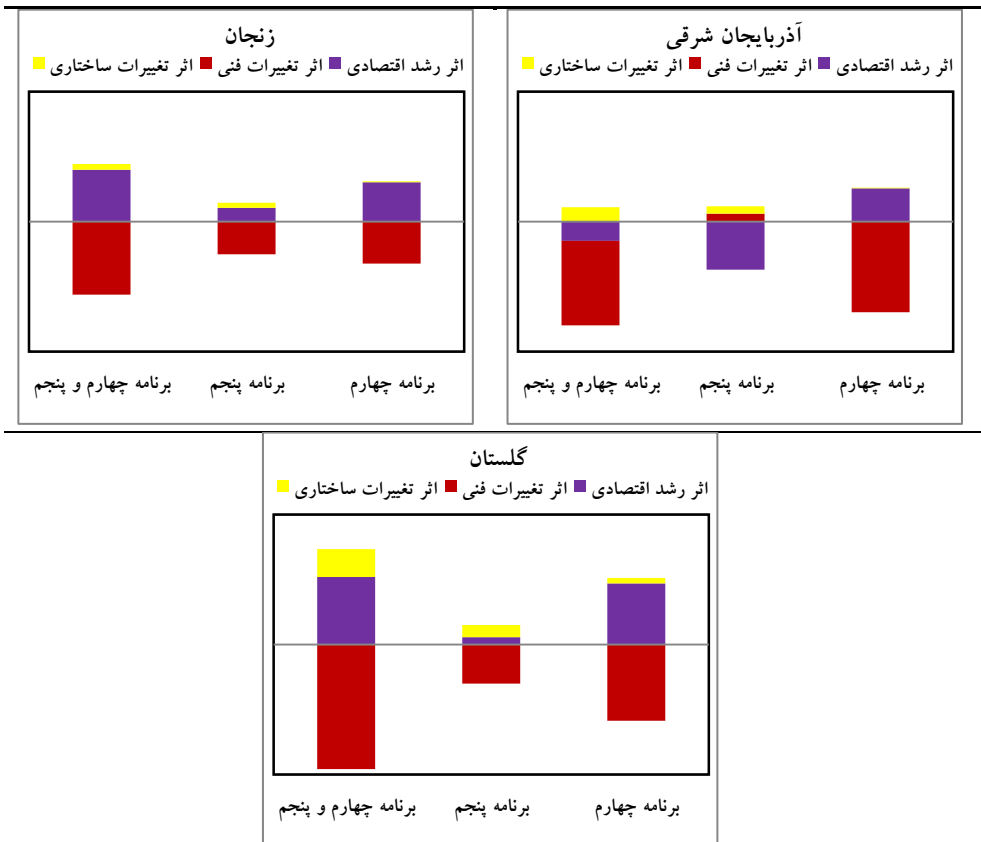 آذربایجان شرقی
اثر رشد اقتصادی اثر تغییرات فنی اثر تغییرات ساختاری
برنامه چهارم برنامه پنجم برنامه چهارم و پنجم
زنجان
اثر رشد اقتصادی اثر تغییرات فنی اثر تغییرات ساختاری
برنامه چهارم برنامه پنجم برنامه چهارم و پنجم
گلستان
اثر رشد اقتصادی اثر تغییرات فنی اثر تغییرات ساختاری
برنامه چهارم برنامه پنجم برنامه چهارم و پنجم